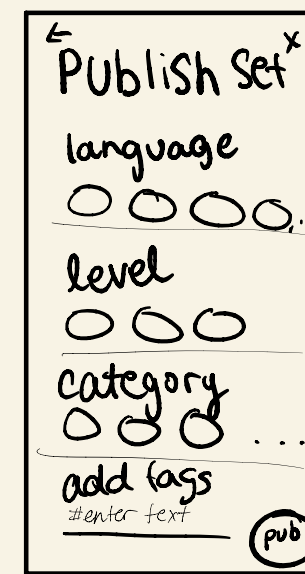 ← x
Publish Set
language
level
category
....
add tags
#enter text
pub